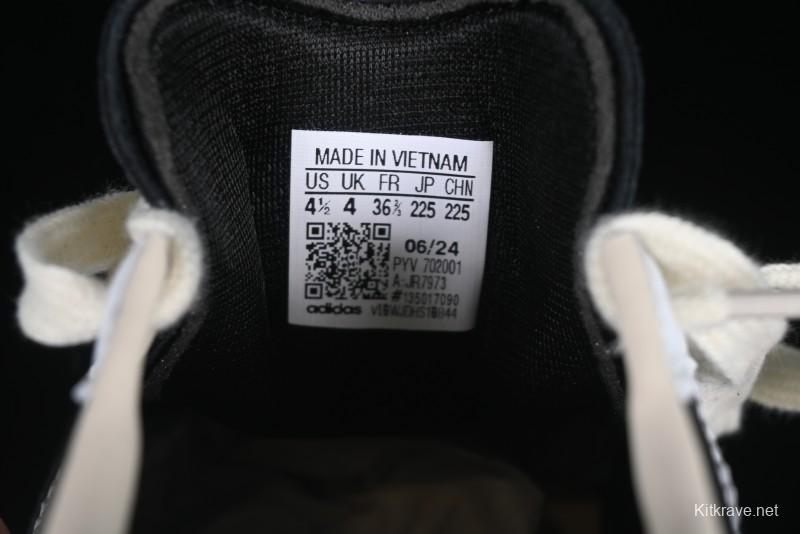 MADE IN VIETNAM
US UK FR JP CHN
4½ 4 36⅔ 225 225
06/24
PYV 702001
A:JR7973
#135017090
adidas
Kitkrave.net